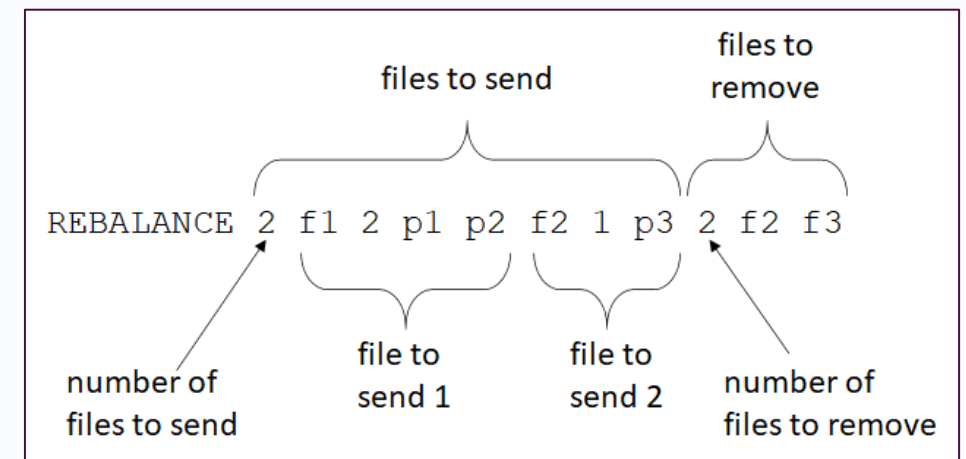 files to
remove
files to send
REBALANCE 2 f1 2 p1 p2 f2 1 p3 2 f2 f3
file to
send 1
file to
send 2
number of
files to send
number of
files to remove